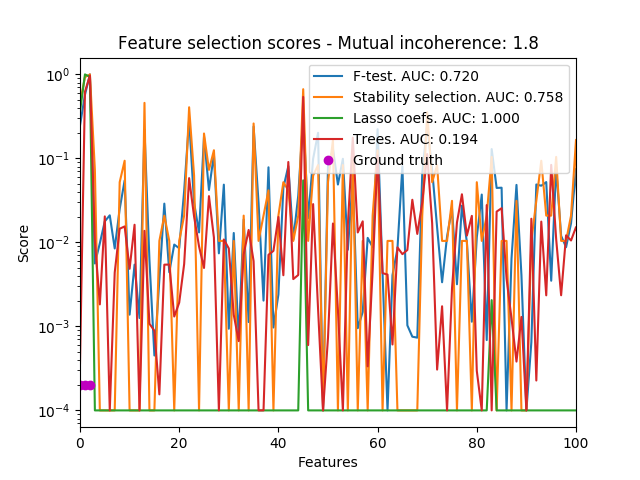 Feature selection scores - Mutual incoherence: 1.8
F-test. AUC: 0.720
Stability selection. AUC: 0.758
Lasso coefs. AUC: 1.000
Trees. AUC: 0.194
Ground truth
Score
10⁰
10⁻¹
10⁻²
10⁻³
10⁻⁴
0 20 40 60 80 100
Features